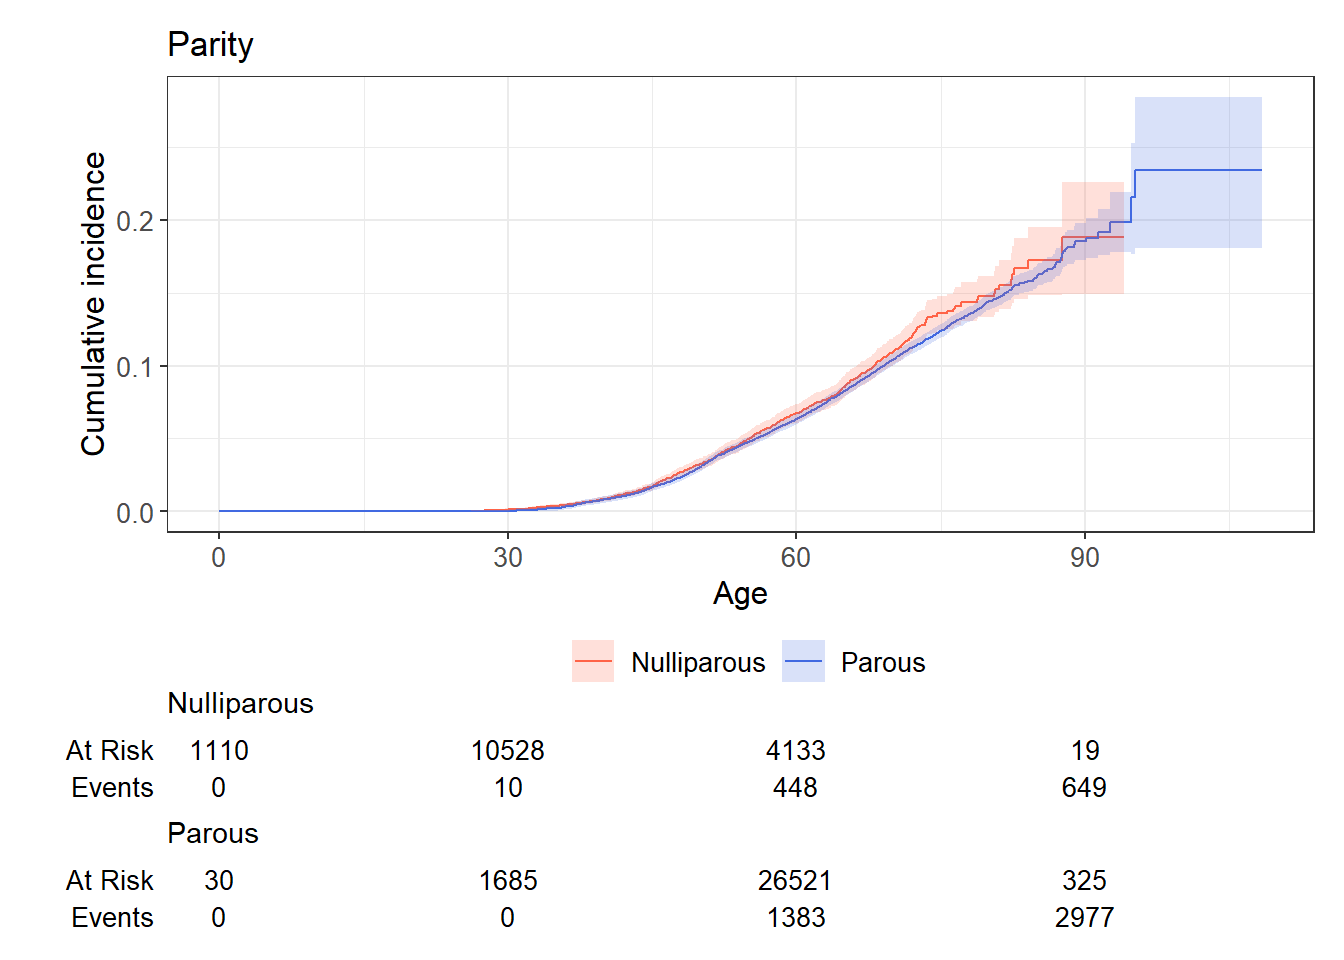 Parity
Cumulative incidence
0.2
0.1
0.0
0 30 60 90
Age
Nulliparous Parous
Nulliparous
At Risk 1110 10528 4133 19
Events 0 10 448 649
Parous
At Risk 30 1685 26521 325
Events 0 0 1383 2977